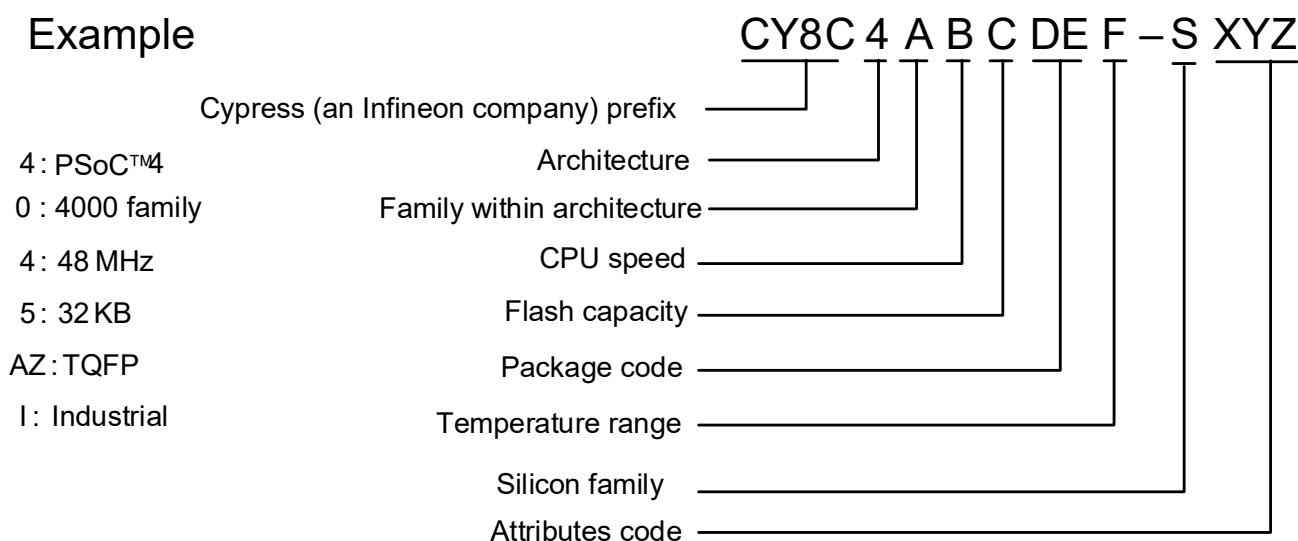 Example CY8C 4 A B C DE F – S XYZ
Cypress (an Infineon company) prefix
4: PSoC™4 Architecture
0 : 4000 family Family within architecture
4: 48 MHz CPU speed
5: 32 KB Flash capacity
AZ: TQFP Package code
I: Industrial Temperature range
Silicon family
Attributes code